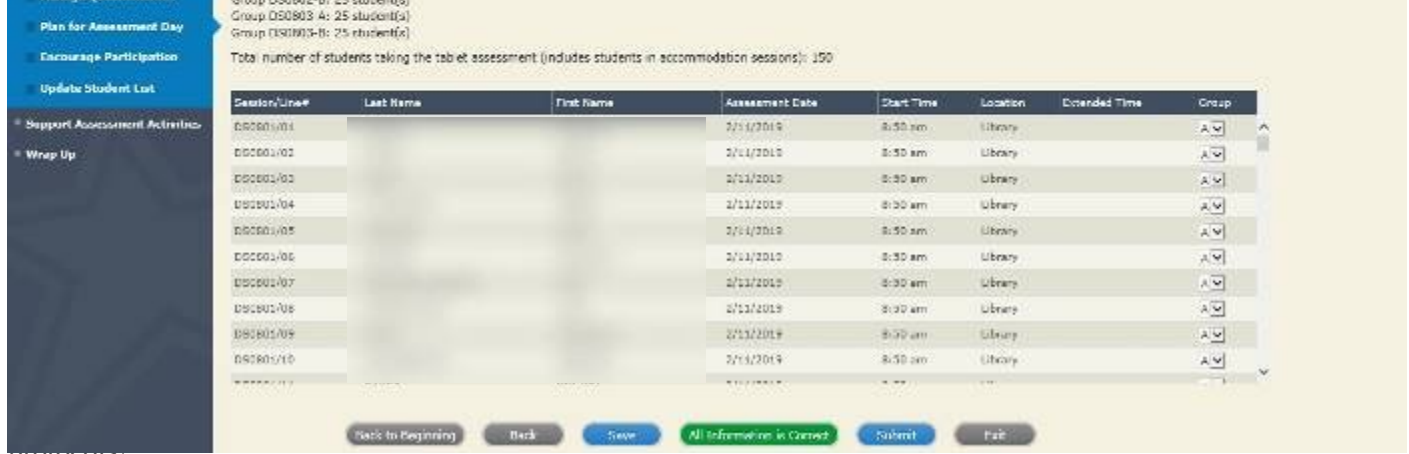 Group DS0802-B: 25 student(s)
Group DS0803-A: 25 student(s)
Group DS0803-B: 25 student(s)
Total number of students taking the tablet assessment (includes students in accommodation sessions): 150
Plan for Assessment Day
Encourage Participation
Update Student List
Support Assessment Activities
Wrap Up
Session/Line# Last Name First Name Assessment Date Start Time Location Extended Time Group
DS0801/01 2/11/2019 8:50 am Library A
DS0801/02 2/11/2019 8:50 am Library A
DS0801/03 2/11/2019 8:50 am Library A
DS0801/04 2/11/2019 8:50 am Library A
DS0801/05 2/11/2019 8:50 am Library A
DS0801/06 2/11/2019 8:50 am Library A
DS0801/07 2/11/2019 8:50 am Library A
DS0801/08 2/11/2019 8:50 am Library A
DS0801/09 2/11/2019 8:50 am Library A
DS0801/10 2/11/2019 8:50 am Library A
Back to Beginning Back Save All Information is Correct Submit Exit